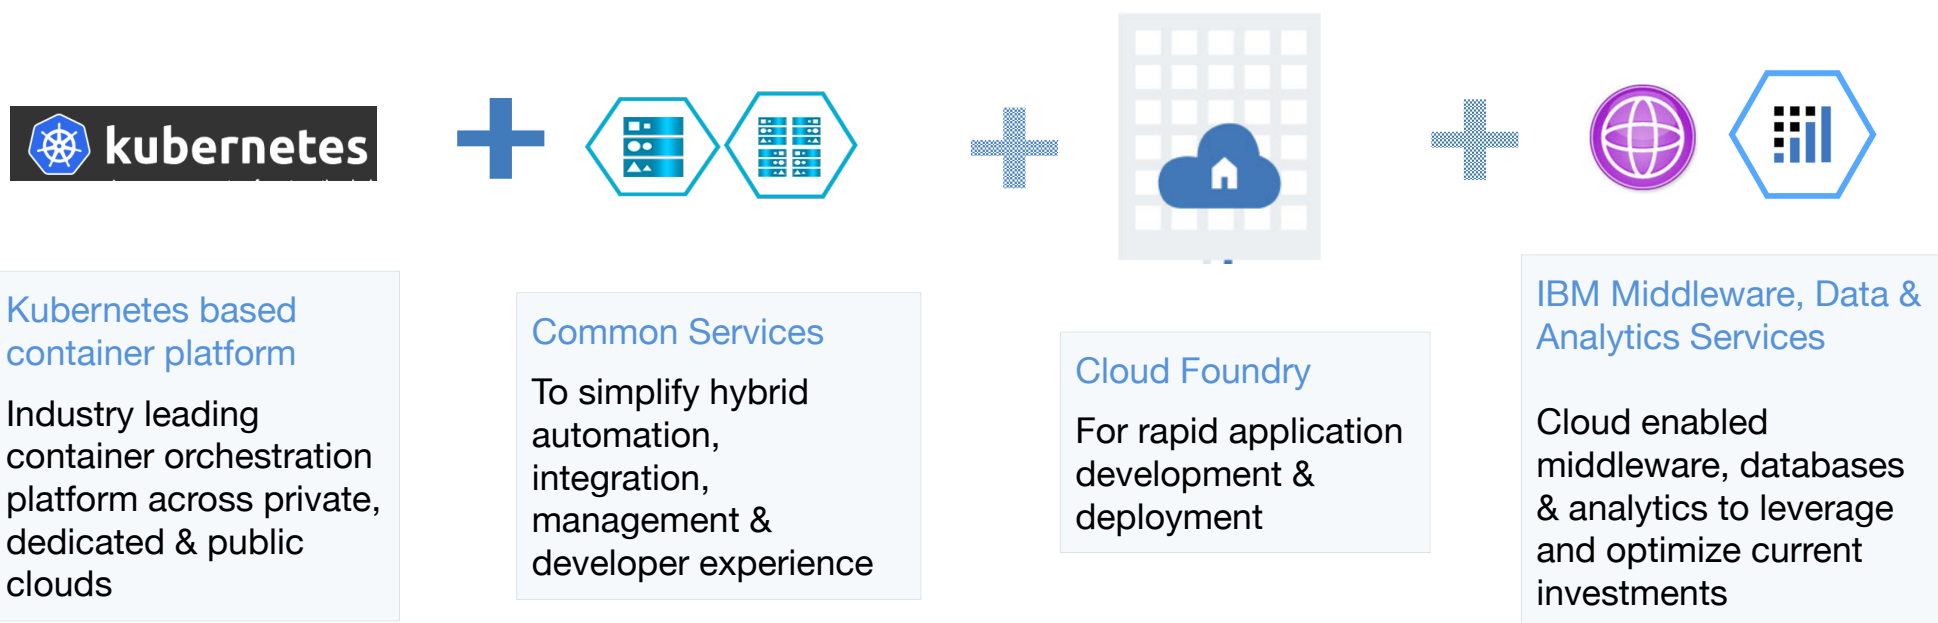 kubernetes
Kubernetes based
container platform
Industry leading
container orchestration
platform across private,
dedicated & public
clouds
Common Services
To simplify hybrid
automation,
integration,
management &
developer experience
Cloud Foundry
For rapid application
development &
deployment
IBM Middleware, Data &
Analytics Services
Cloud enabled
middleware, databases
& analytics to leverage
and optimize current
investments